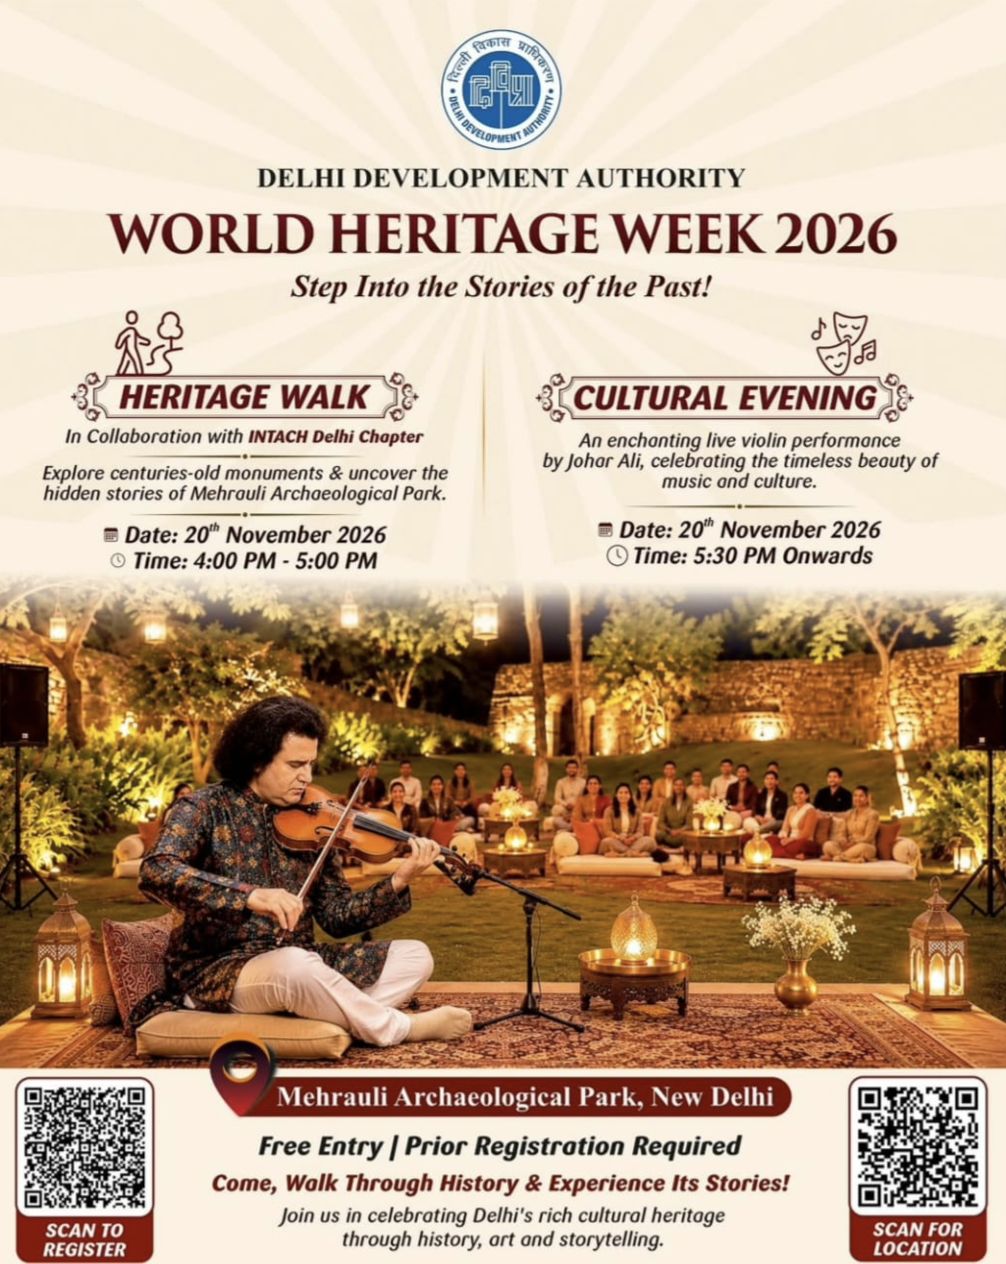 दिल्ली विकास प्राधिकरण
दविप्रा
DELHI DEVELOPMENT AUTHORITY
DELHI DEVELOPMENT AUTHORITY
WORLD HERITAGE WEEK 2026
Step Into the Stories of the Past!
HERITAGE WALK
In Collaboration with INTACH Delhi Chapter
Explore centuries-old monuments & uncover the
hidden stories of Mehrauli Archaeological Park.
Date: 20th November 2026
Time: 4:00 PM - 5:00 PM
CULTURAL EVENING
An enchanting live violin performance
by Johar Ali, celebrating the timeless beauty of
music and culture.
Date: 20th November 2026
Time: 5:30 PM Onwards
Mehrauli Archaeological Park, New Delhi
Free Entry | Prior Registration Required
Come, Walk Through History & Experience Its Stories!
Join us in celebrating Delhi's rich cultural heritage
through history, art and storytelling.
SCAN TO
REGISTER
SCAN FOR
LOCATION